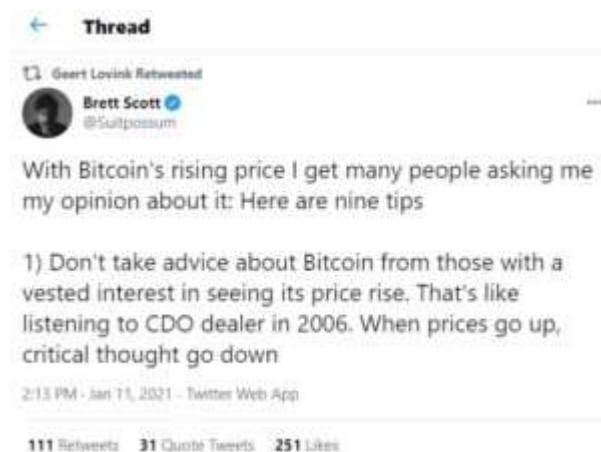 Thread
Geert Lovink Retweeted
Brett Scott
@Suitpossum
With Bitcoin's rising price I get many people asking me
my opinion about it: Here are nine tips
1) Don't take advice about Bitcoin from those with a
vested interest in seeing its price rise. That's like
listening to CDO dealer in 2006. When prices go up,
critical thought go down
2:13 PM - Jan 11, 2021 - Twitter Web App
111 Retweets 31 Quote Tweets 251 Likes